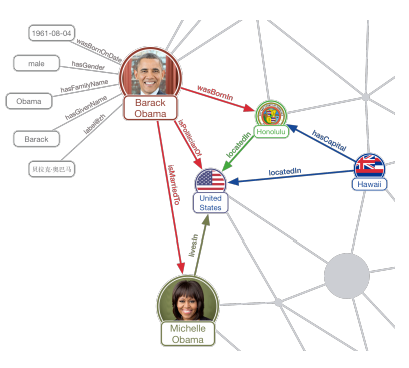 1961-08-04
wasBornOnDate
male
hasGender
hasFamilyName
Obama
hasGivenName
Barack
label@zh
贝拉克·奥巴马
Barack
Obama
wasBornIn
Honolulu
isPoliticianOf
locatedIn
hasCapital
isMarriedTo
locatedIn
Hawaii
United
States
livesIn
Michelle
Obama